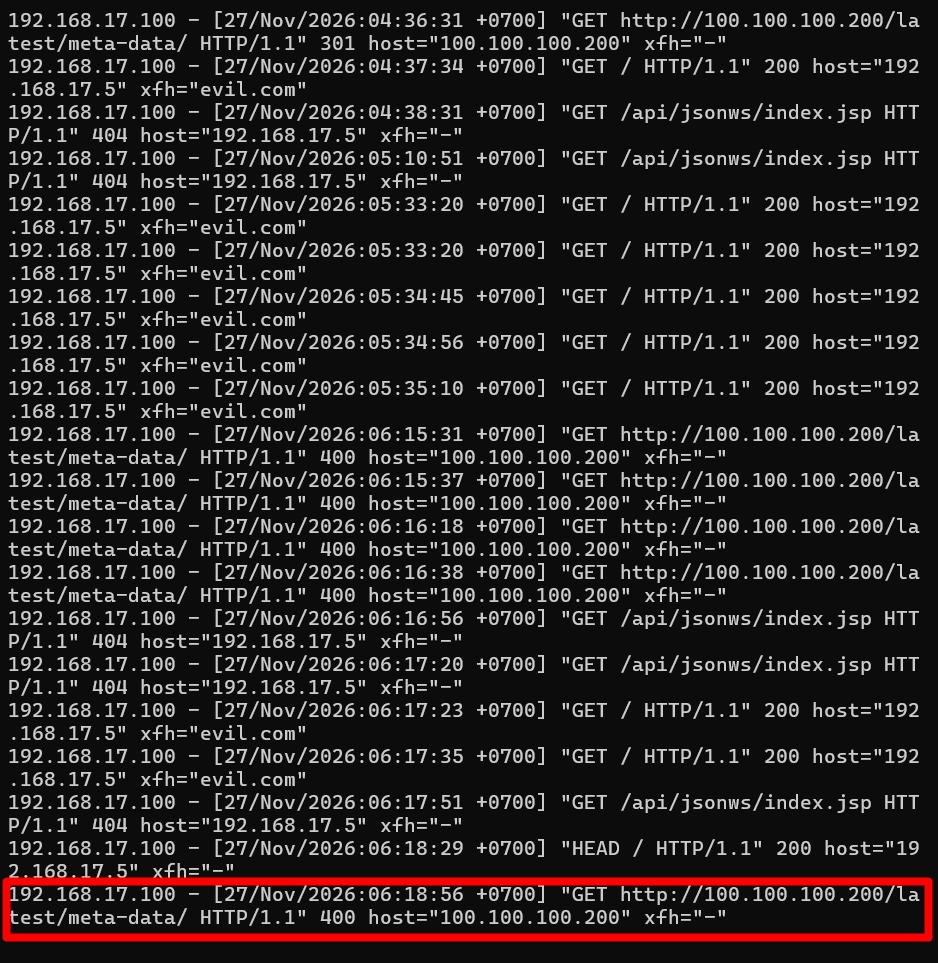 192.168.17.100 - [27/Nov/2026:04:36:31 +0700] "GET http://100.100.100.200/la
test/meta-data/ HTTP/1.1" 301 host="100.100.100.200" xfh="-"
192.168.17.100 - [27/Nov/2026:04:37:34 +0700] "GET / HTTP/1.1" 200 host="192
.168.17.5" xfh="evil.com"
192.168.17.100 - [27/Nov/2026:04:38:31 +0700] "GET /api/jsonws/index.jsp HTT
P/1.1" 404 host="192.168.17.5" xfh="-"
192.168.17.100 - [27/Nov/2026:05:10:51 +0700] "GET /api/jsonws/index.jsp HTT
P/1.1" 404 host="192.168.17.5" xfh="-"
192.168.17.100 - [27/Nov/2026:05:33:20 +0700] "GET / HTTP/1.1" 200 host="192
.168.17.5" xfh="evil.com"
192.168.17.100 - [27/Nov/2026:05:33:20 +0700] "GET / HTTP/1.1" 200 host="192
.168.17.5" xfh="evil.com"
192.168.17.100 - [27/Nov/2026:05:34:45 +0700] "GET / HTTP/1.1" 200 host="192
.168.17.5" xfh="evil.com"
192.168.17.100 - [27/Nov/2026:05:34:56 +0700] "GET / HTTP/1.1" 200 host="192
.168.17.5" xfh="evil.com"
192.168.17.100 - [27/Nov/2026:05:35:10 +0700] "GET / HTTP/1.1" 200 host="192
.168.17.5" xfh="evil.com"
192.168.17.100 - [27/Nov/2026:06:15:31 +0700] "GET http://100.100.100.200/la
test/meta-data/ HTTP/1.1" 400 host="100.100.100.200" xfh="-"
192.168.17.100 - [27/Nov/2026:06:15:37 +0700] "GET http://100.100.100.200/la
test/meta-data/ HTTP/1.1" 400 host="100.100.100.200" xfh="-"
192.168.17.100 - [27/Nov/2026:06:16:18 +0700] "GET http://100.100.100.200/la
test/meta-data/ HTTP/1.1" 400 host="100.100.100.200" xfh="-"
192.168.17.100 - [27/Nov/2026:06:16:38 +0700] "GET http://100.100.100.200/la
test/meta-data/ HTTP/1.1" 400 host="100.100.100.200" xfh="-"
192.168.17.100 - [27/Nov/2026:06:16:56 +0700] "GET /api/jsonws/index.jsp HTT
P/1.1" 404 host="192.168.17.5" xfh="-"
192.168.17.100 - [27/Nov/2026:06:17:20 +0700] "GET /api/jsonws/index.jsp HTT
P/1.1" 404 host="192.168.17.5" xfh="-"
192.168.17.100 - [27/Nov/2026:06:17:23 +0700] "GET / HTTP/1.1" 200 host="192
.168.17.5" xfh="evil.com"
192.168.17.100 - [27/Nov/2026:06:17:35 +0700] "GET / HTTP/1.1" 200 host="192
.168.17.5" xfh="evil.com"
192.168.17.100 - [27/Nov/2026:06:17:51 +0700] "GET /api/jsonws/index.jsp HTT
P/1.1" 404 host="192.168.17.5" xfh="-"
192.168.17.100 - [27/Nov/2026:06:18:29 +0700] "HEAD / HTTP/1.1" 200 host="19
2.168.17.5" xfh="-"
192.168.17.100 - [27/Nov/2026:06:18:56 +0700] "GET http://100.100.100.200/la
test/meta-data/ HTTP/1.1" 400 host="100.100.100.200" xfh="-"